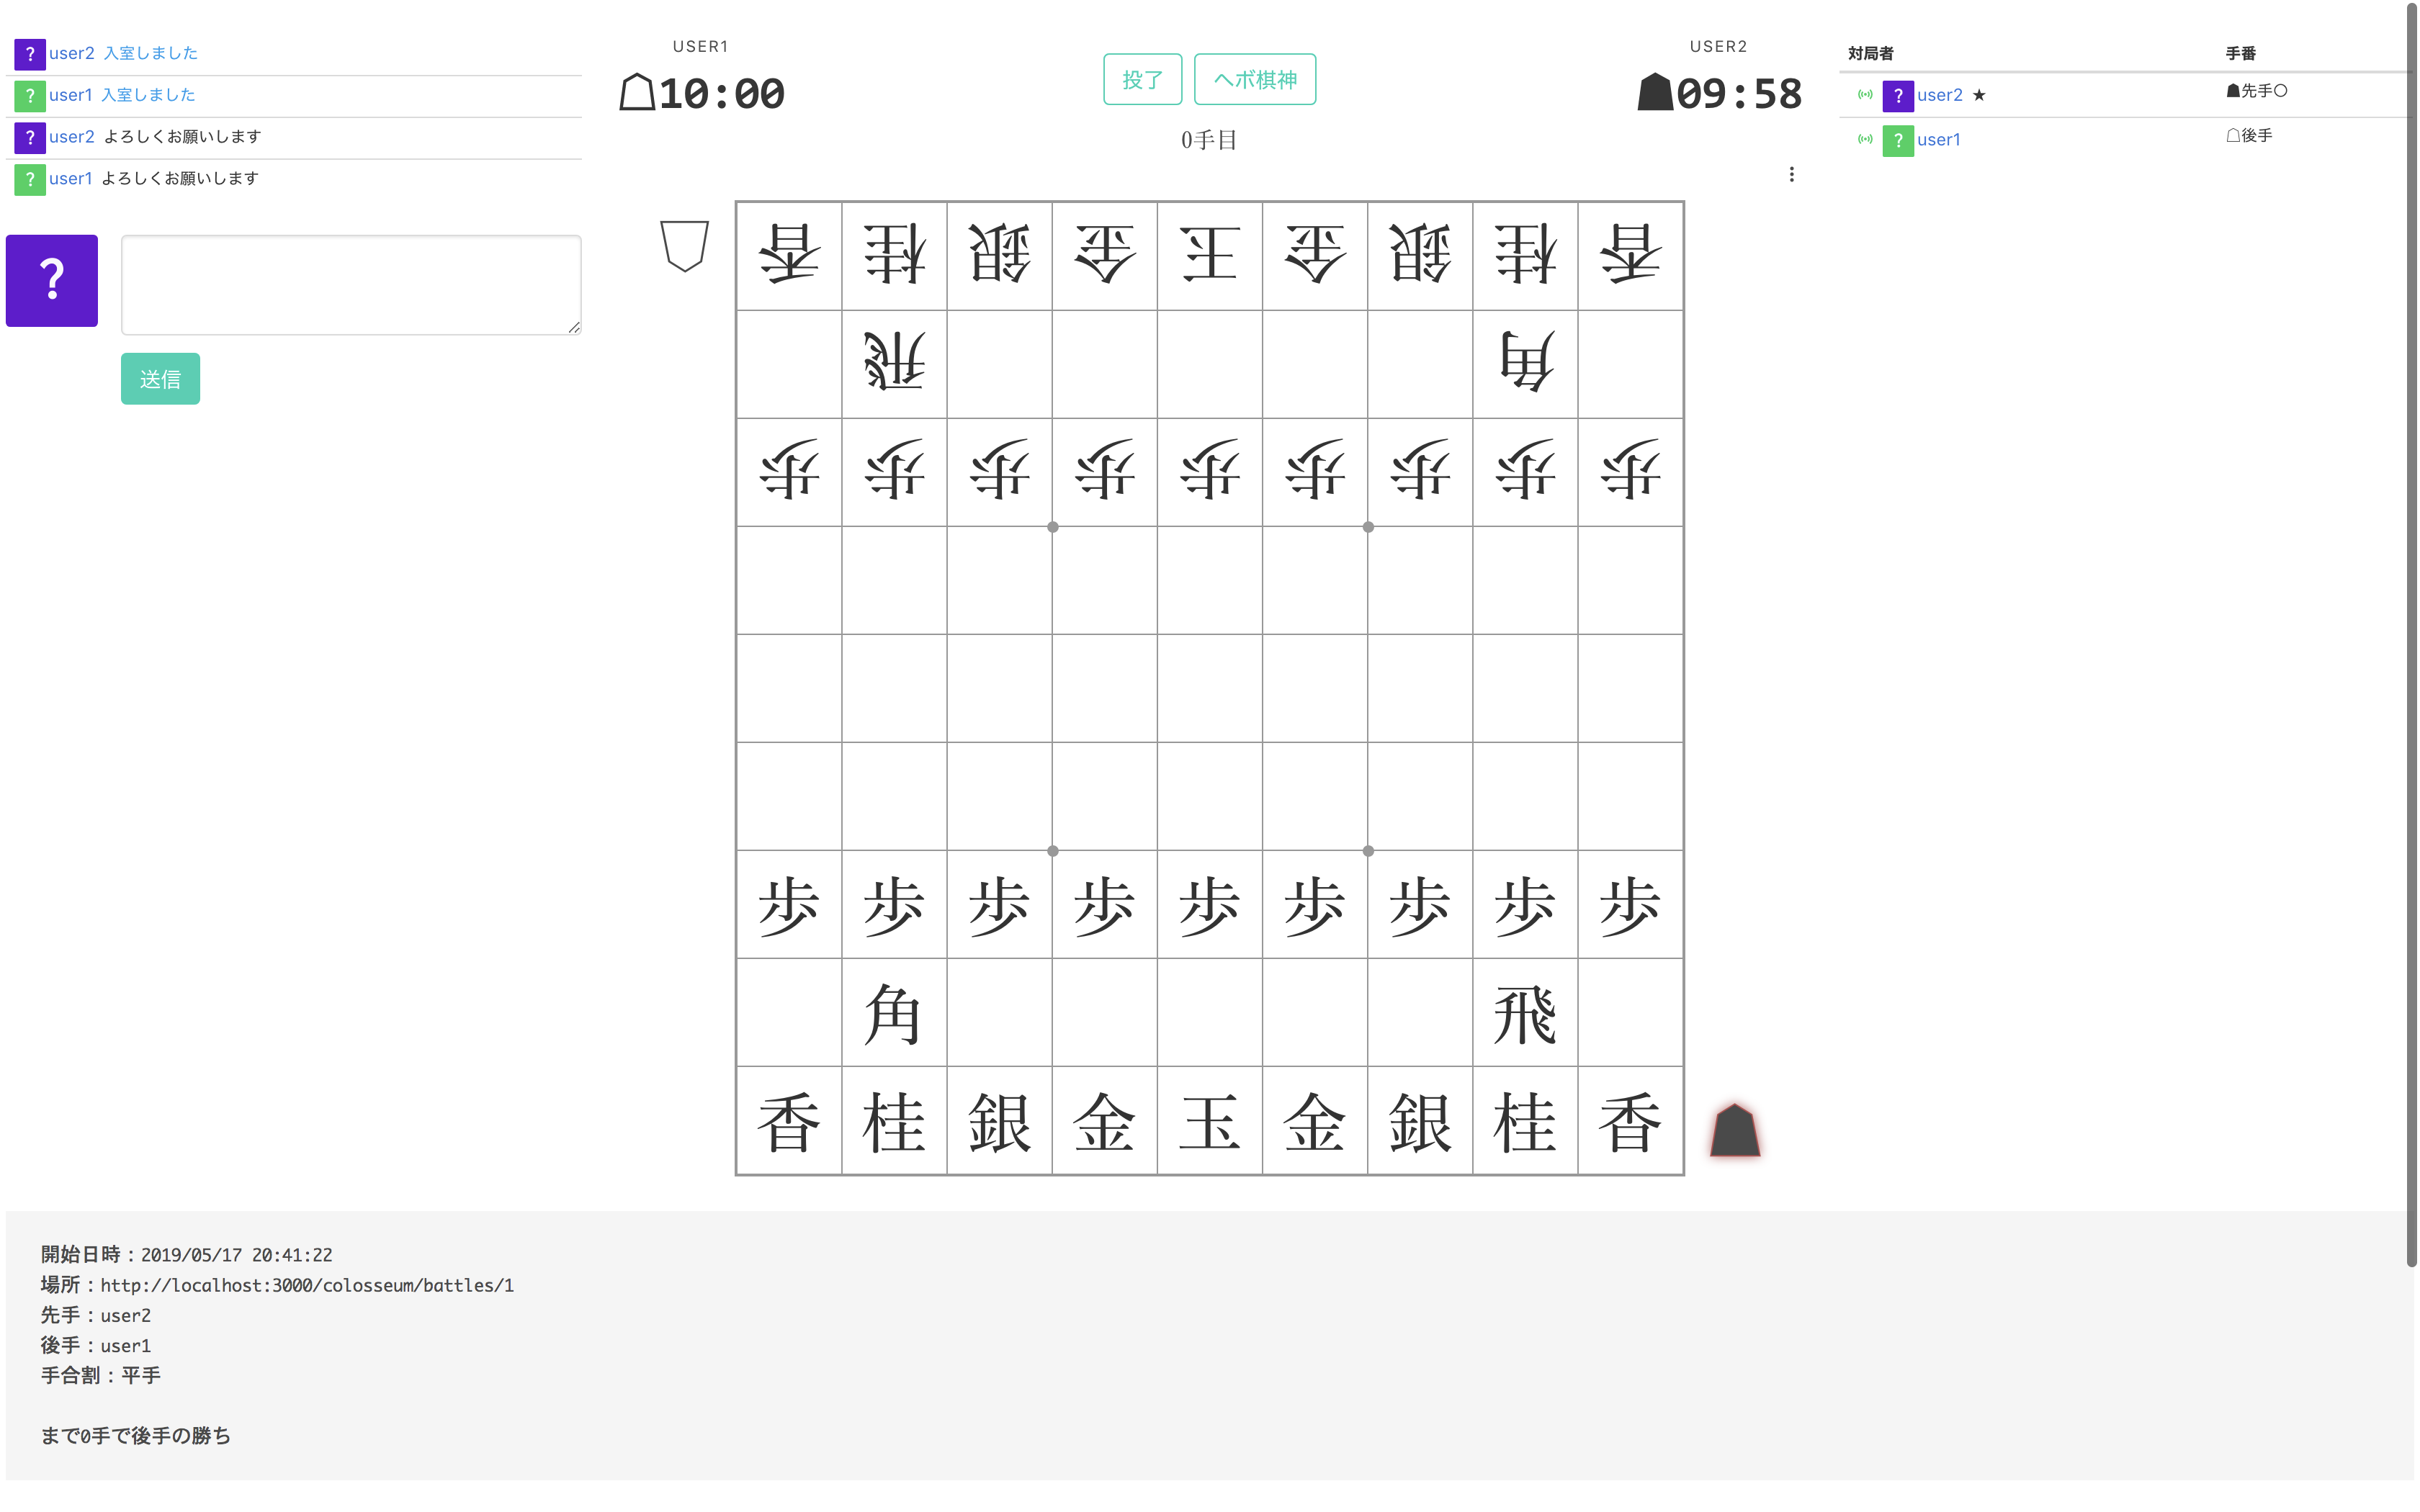 ? user2 入室しました
? user1 入室しました
? user2 よろしくお願いします
? user1 よろしくお願いします
?
送信
USER1
10:00
投了 ヘボ棋神
0手目
USER2
09:58
対局者 手番
? user2 ★ ☗先手○
? user1 ☖後手
香桂銀金王金銀桂香
飛角
歩歩歩歩歩歩歩歩歩
歩歩歩歩歩歩歩歩歩
角飛
香桂銀金玉金銀桂香
開始日時：2019/05/17 20:41:22
場所：http://localhost:3000/colosseum/battles/1
先手：user2
後手：user1
手合割：平手
まで0手で後手の勝ち